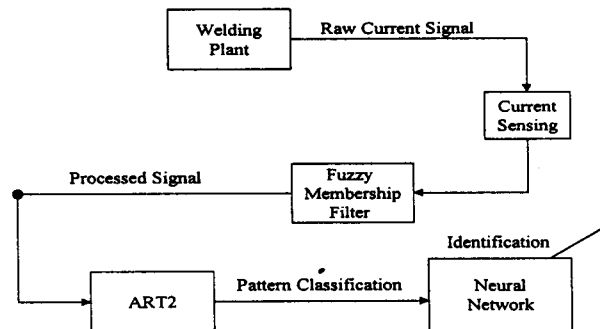 Welding
Plant
Raw Current Signal
Current
Sensing
Fuzzy
Membership
Filter
Processed Signal
Identification
ART2
Pattern Classification
Neural
Network